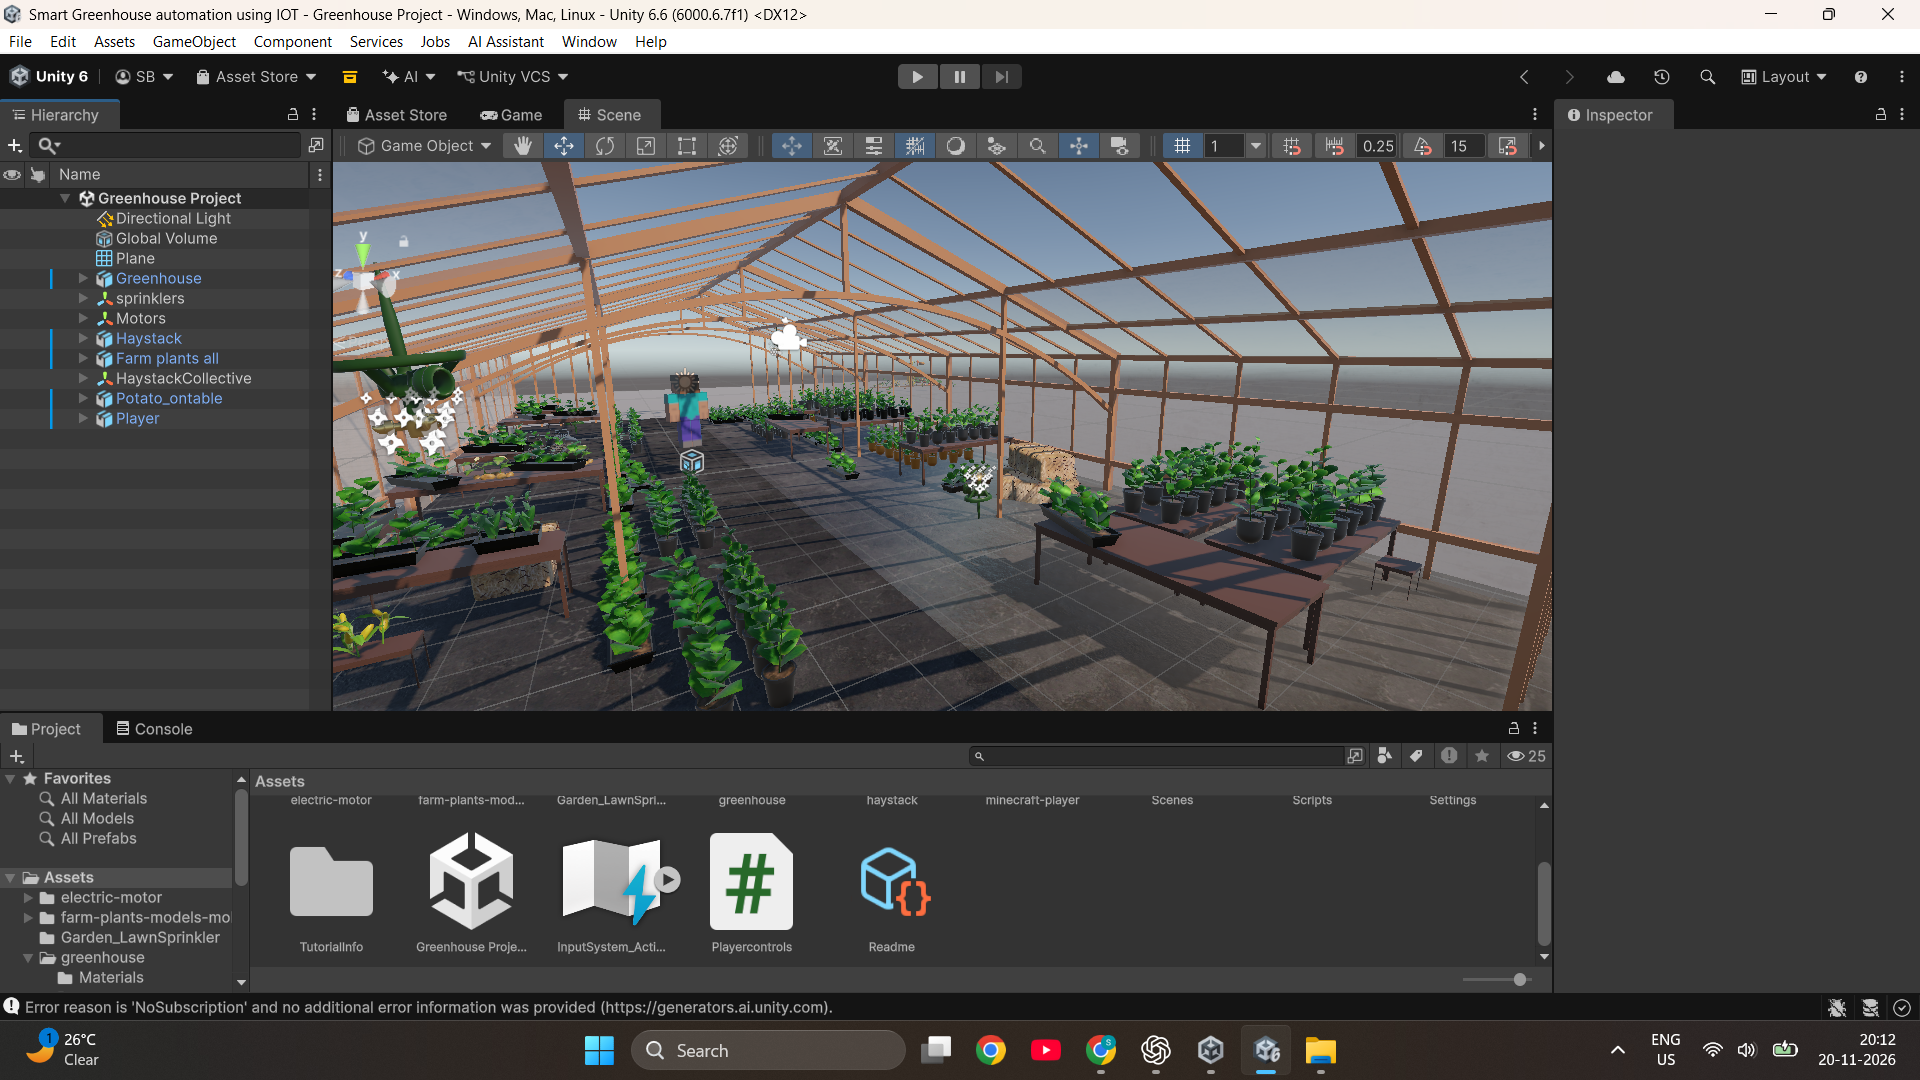 Smart Greenhouse automation using IOT - Greenhouse Project - Windows, Mac, Linux - Unity 6.6 (6000.6.7f1) <DX12>
File Edit Assets GameObject Component Services Jobs AI Assistant Window Help
Unity 6 SB Asset Store AI Unity VCS Layout
Hierarchy Asset Store Game Scene Inspector
Game Object 1 0.25 15
Name
Greenhouse Project
Directional Light
Global Volume
Plane
Greenhouse
sprinklers
Motors
Haystack
Farm plants all
HaystackCollective
Potato_ontable
Player
y
z x
Project Console
25
Favorites
All Materials
All Models
All Prefabs
Assets
electric-motor
farm-plants-models-mo
Garden_LawnSprinkler
greenhouse
Materials
Assets
electric-motor farm-plants-mod... Garden_LawnSpri... greenhouse haystack minecraft-player Scenes Scripts Settings
TutorialInfo Greenhouse Proje... InputSystem_Acti... Playercontrols Readme
Error reason is 'NoSubscription' and no additional error information was provided (https://generators.ai.unity.com).
1
26°C
Clear
Search
S
6
ENG
US
20:12
20-11-2026